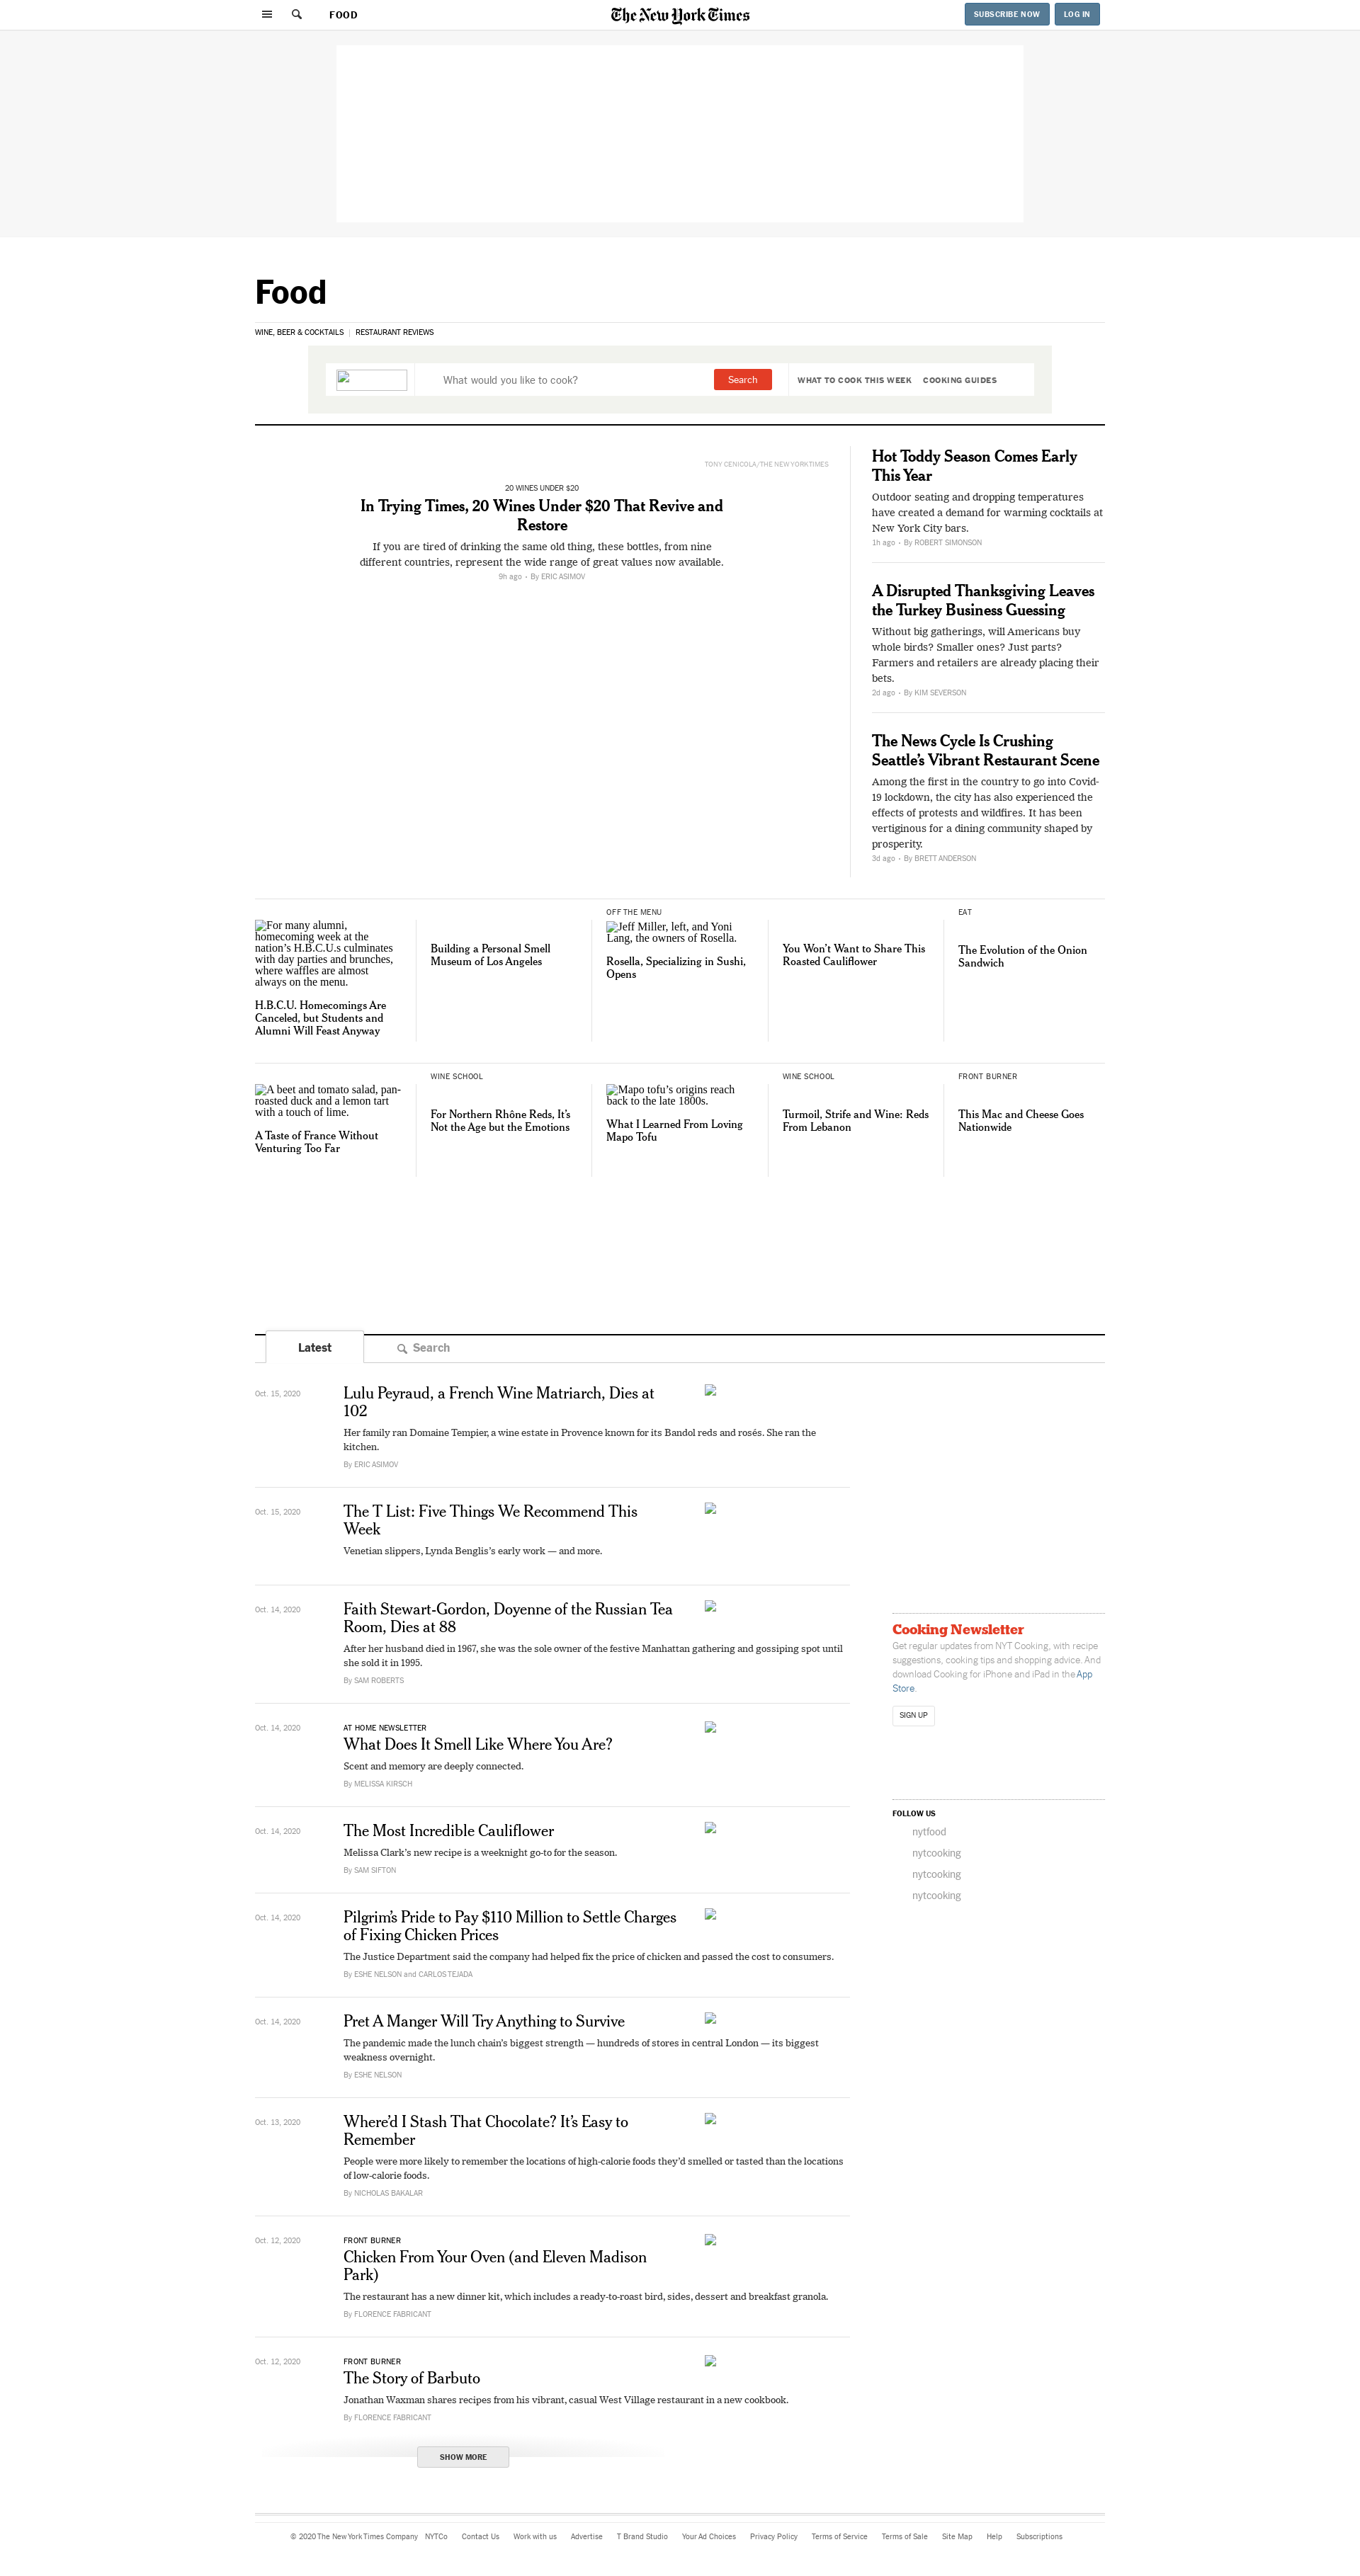 FOOD
The New York Times
SUBSCRIBE NOW
LOG IN
Food
WINE, BEER & COCKTAILS
RESTAURANT REVIEWS
What would you like to cook?
Search
WHAT TO COOK THIS WEEK
COOKING GUIDES
TONY CENICOLA/THE NEW YORK TIMES
20 WINES UNDER $20
In Trying Times, 20 Wines Under $20 That Revive and
Restore
If you are tired of drinking the same old thing, these bottles, from nine
different countries, represent the wide range of great values now available.
9h ago • By ERIC ASIMOV
Hot Toddy Season Comes Early
This Year
Outdoor seating and dropping temperatures
have created a demand for warming cocktails at
New York City bars.
1h ago • By ROBERT SIMONSON
A Disrupted Thanksgiving Leaves
the Turkey Business Guessing
Without big gatherings, will Americans buy
whole birds? Smaller ones? Just parts?
Farmers and retailers are already placing their
bets.
2d ago • By KIM SEVERSON
The News Cycle Is Crushing
Seattle’s Vibrant Restaurant Scene
Among the first in the country to go into Covid-
19 lockdown, the city has also experienced the
effects of protests and wildfires. It has been
vertiginous for a dining community shaped by
prosperity.
3d ago • By BRETT ANDERSON
For many alumni,
homecoming week at the
nation’s H.B.C.U.s culminates
with day parties and brunches,
where waffles are almost
always on the menu.
H.B.C.U. Homecomings Are
Canceled, but Students and
Alumni Will Feast Anyway
Building a Personal Smell
Museum of Los Angeles
OFF THE MENU
Jeff Miller, left, and Yoni
Lang, the owners of Rosella.
Rosella, Specializing in Sushi,
Opens
You Won’t Want to Share This
Roasted Cauliflower
EAT
The Evolution of the Onion
Sandwich
A beet and tomato salad, pan-
roasted duck and a lemon tart
with a touch of lime.
A Taste of France Without
Venturing Too Far
WINE SCHOOL
For Northern Rhône Reds, It’s
Not the Age but the Emotions
Mapo tofu’s origins reach
back to the late 1800s.
What I Learned From Loving
Mapo Tofu
WINE SCHOOL
Turmoil, Strife and Wine: Reds
From Lebanon
FRONT BURNER
This Mac and Cheese Goes
Nationwide
Latest
Search
Oct. 15, 2020
Lulu Peyraud, a French Wine Matriarch, Dies at
102
Her family ran Domaine Tempier, a wine estate in Provence known for its Bandol reds and rosés. She ran the
kitchen.
By ERIC ASIMOV
Oct. 15, 2020
The T List: Five Things We Recommend This
Week
Venetian slippers, Lynda Benglis’s early work — and more.
Oct. 14, 2020
Faith Stewart-Gordon, Doyenne of the Russian Tea
Room, Dies at 88
After her husband died in 1967, she was the sole owner of the festive Manhattan gathering and gossiping spot until
she sold it in 1995.
By SAM ROBERTS
Oct. 14, 2020
AT HOME NEWSLETTER
What Does It Smell Like Where You Are?
Scent and memory are deeply connected.
By MELISSA KIRSCH
Oct. 14, 2020
The Most Incredible Cauliflower
Melissa Clark’s new recipe is a weeknight go-to for the season.
By SAM SIFTON
Oct. 14, 2020
Pilgrim’s Pride to Pay $110 Million to Settle Charges
of Fixing Chicken Prices
The Justice Department said the company had helped fix the price of chicken and passed the cost to consumers.
By ESHE NELSON and CARLOS TEJADA
Oct. 14, 2020
Pret A Manger Will Try Anything to Survive
The pandemic made the lunch chain’s biggest strength — hundreds of stores in central London — its biggest
weakness overnight.
By ESHE NELSON
Oct. 13, 2020
Where’d I Stash That Chocolate? It’s Easy to
Remember
People were more likely to remember the locations of high-calorie foods they’d smelled or tasted than the locations
of low-calorie foods.
By NICHOLAS BAKALAR
Oct. 12, 2020
FRONT BURNER
Chicken From Your Oven (and Eleven Madison
Park)
The restaurant has a new dinner kit, which includes a ready-to-roast bird, sides, dessert and breakfast granola.
By FLORENCE FABRICANT
Oct. 12, 2020
FRONT BURNER
The Story of Barbuto
Jonathan Waxman shares recipes from his vibrant, casual West Village restaurant in a new cookbook.
By FLORENCE FABRICANT
SHOW MORE
Cooking Newsletter
Get regular updates from NYT Cooking, with recipe
suggestions, cooking tips and shopping advice. And
download Cooking for iPhone and iPad in the App
Store.
SIGN UP
FOLLOW US
nytfood
nytcooking
nytcooking
nytcooking
© 2020 The New York Times Company NYTCo Contact Us Work with us Advertise T Brand Studio Your Ad Choices Privacy Policy Terms of Service Terms of Sale Site Map Help Subscriptions